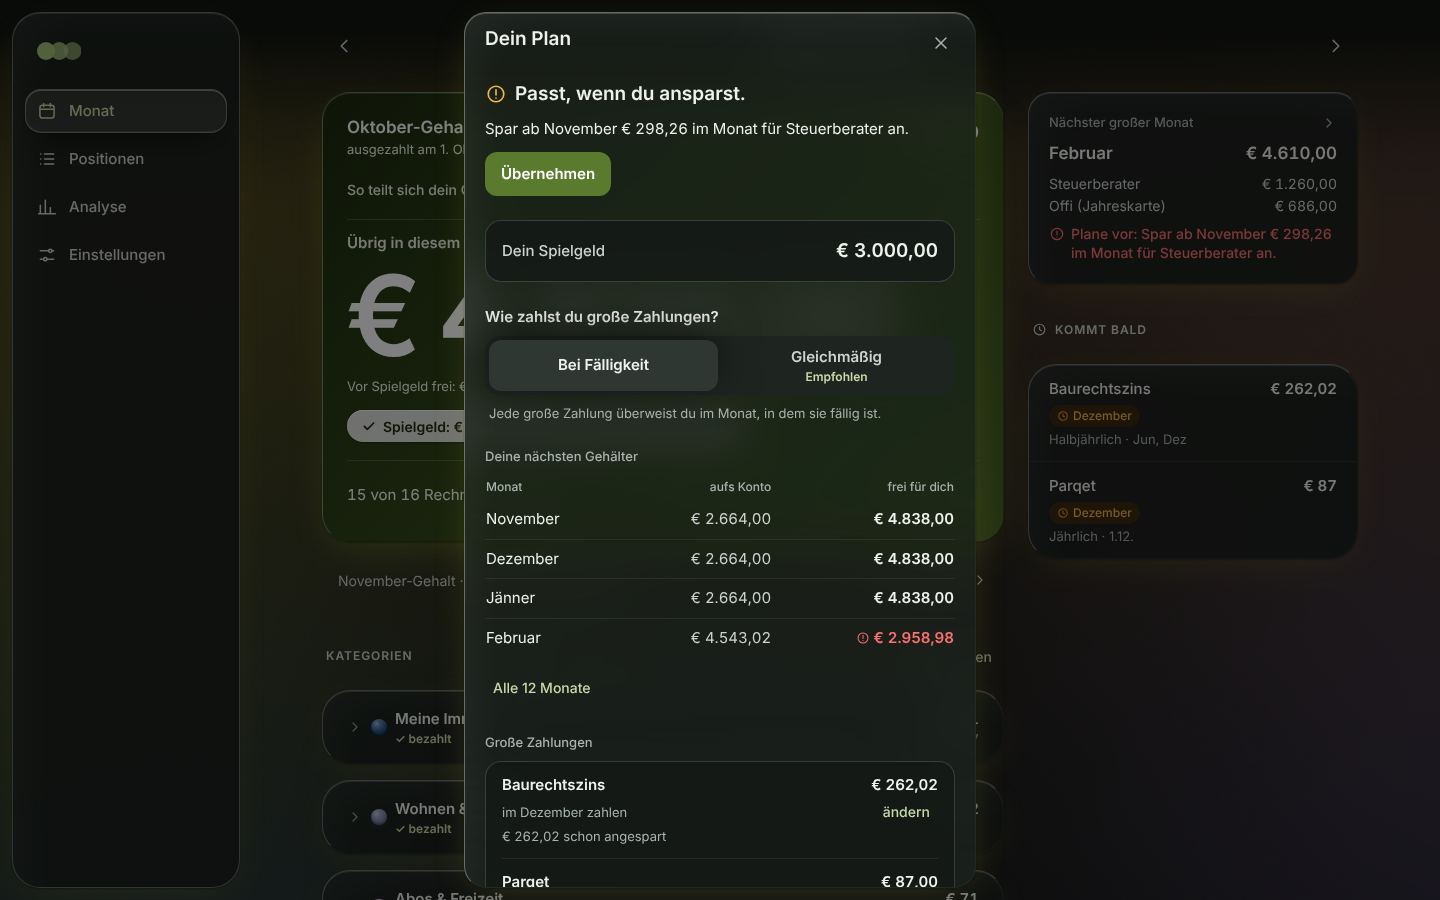 Monat
Positionen
Analyse
Einstellungen
Oktober-Geha
ausgezahlt am 1. O
So teilt sich dein
Übrig in diesem
€ 4
Vor Spielgeld frei: €
Spielgeld: €
15 von 16 Rech
November-Gehalt ·
KATEGORIEN
en
Meine Im
✓ bezahlt
Wohnen &
✓ bezahlt
Abos & Freizeit
€ 71
Dein Plan
Passt, wenn du ansparst.
Spar ab November € 298,26 im Monat für Steuerberater an.
Übernehmen
Dein Spielgeld € 3.000,00
Wie zahlst du große Zahlungen?
Bei Fälligkeit
Gleichmäßig
Empfohlen
Jede große Zahlung überweist du im Monat, in dem sie fällig ist.
Deine nächsten Gehälter
Monat aufs Konto frei für dich
November € 2.664,00 € 4.838,00
Dezember € 2.664,00 € 4.838,00
Jänner € 2.664,00 € 4.838,00
Februar € 4.543,02 € 2.958,98
Alle 12 Monate
Große Zahlungen
Baurechtszins € 262,02
im Dezember zahlen ändern
€ 262,02 schon angespart
Parqet € 87,00
Nächster großer Monat
Februar € 4.610,00
Steuerberater € 1.260,00
Offi (Jahreskarte) € 686,00
Plane vor: Spar ab November € 298,26
im Monat für Steuerberater an.
KOMMT BALD
Baurechtszins € 262,02
Dezember
Halbjährlich · Jun, Dez
Parqet € 87
Dezember
Jährlich · 1.12.